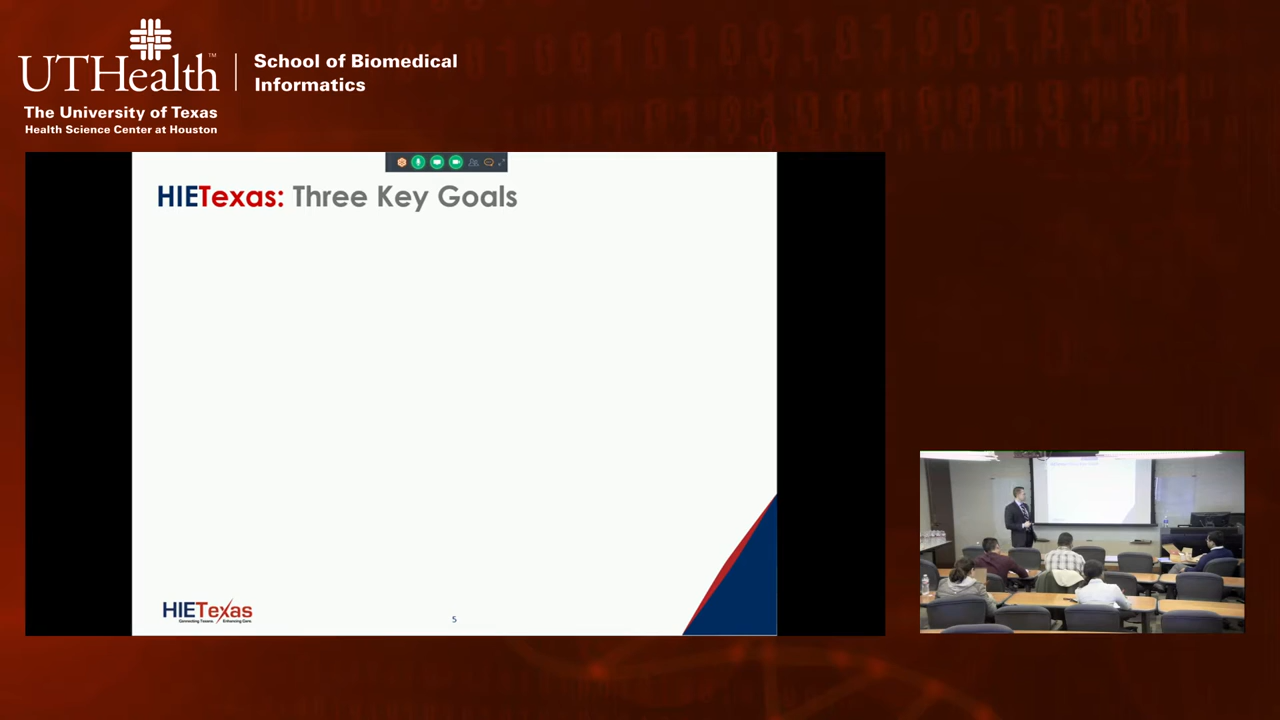 UTHealth™
School of Biomedical
Informatics
The University of Texas
Health Science Center at Houston
HIETexas: Three Key Goals
HIETexas
Connecting Texans. Enhancing Care.
5